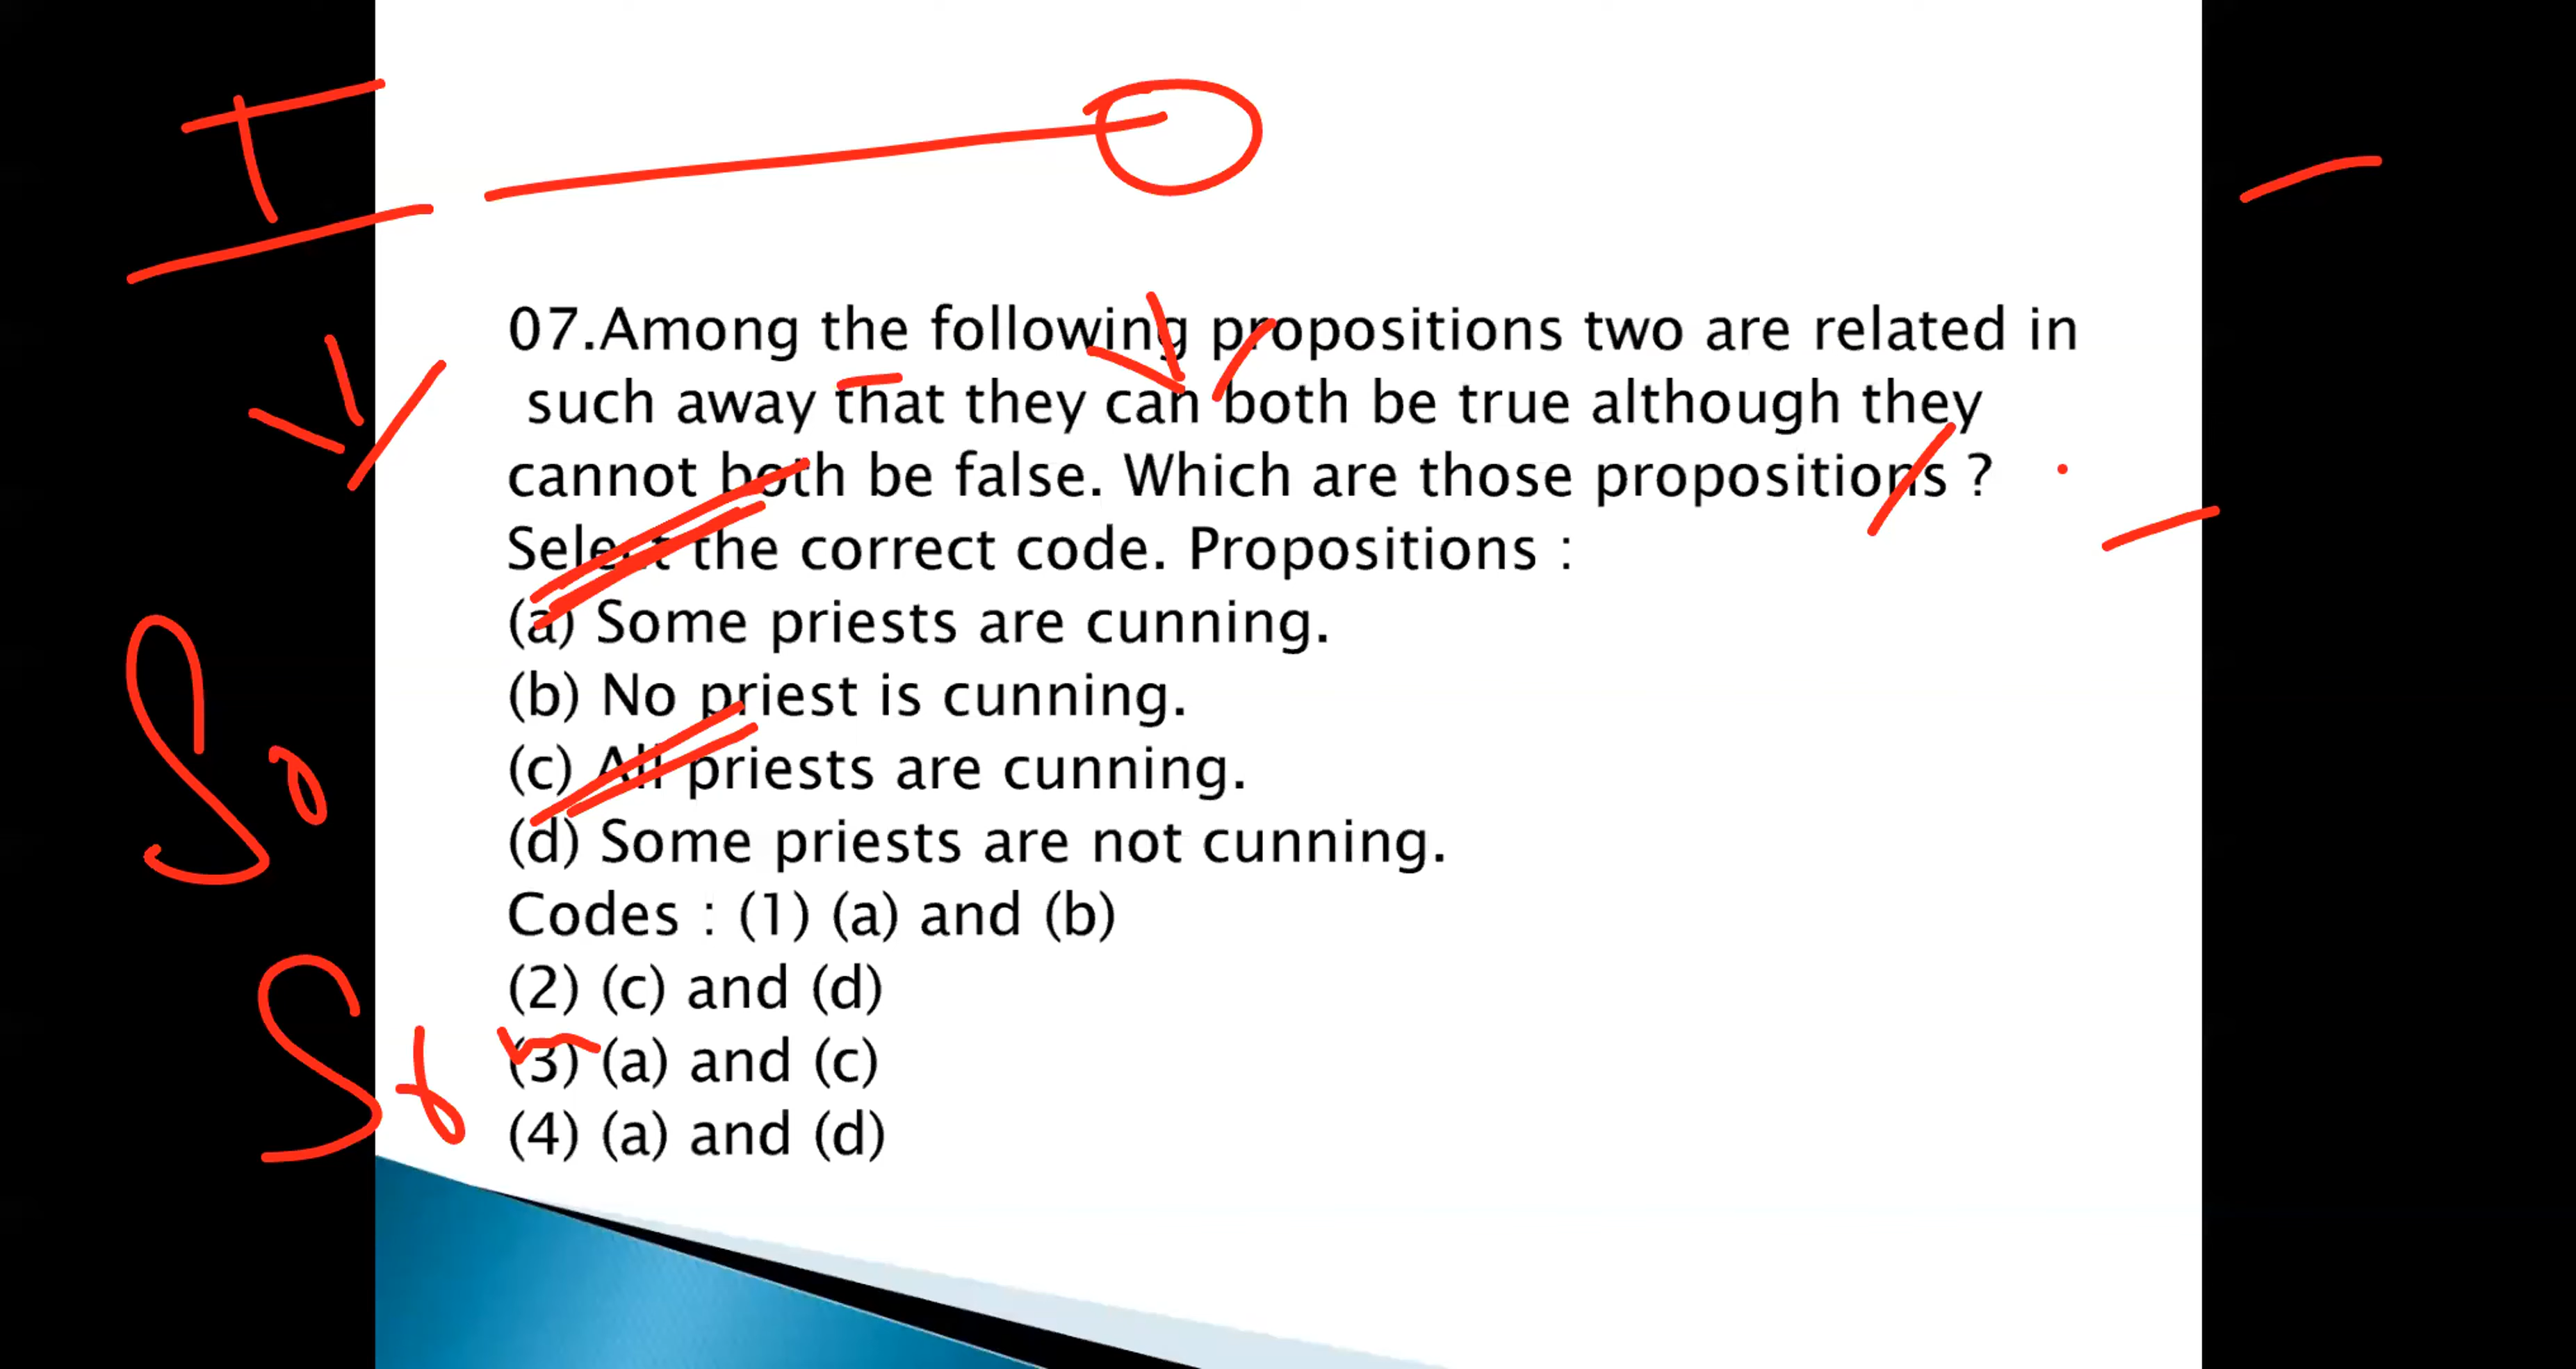 I O
07.Among the following propositions two are related in
such away that they can both be true although they
cannot both be false. Which are those propositions ?
Select the correct code. Propositions :
(a) Some priests are cunning.
(b) No priest is cunning.
(c) All priests are cunning.
(d) Some priests are not cunning.
Codes : (1) (a) and (b)
(2) (c) and (d)
(3) (a) and (c)
(4) (a) and (d)